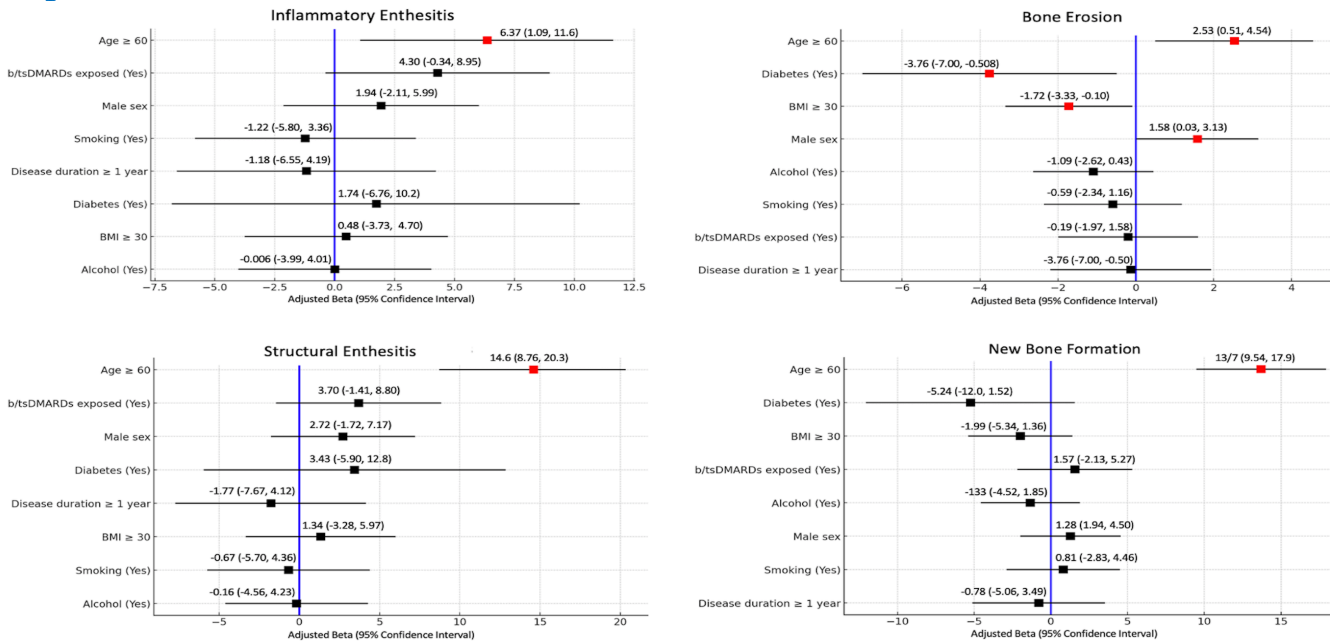 Inflammatory Enthesitis
Age ≥ 60
6.37 (1.09, 11.6)
b/tsDMARDs exposed (Yes)
4.30 (-0.34, 8.95)
Male sex
1.94 (-2.11, 5.99)
Smoking (Yes)
-1.22 (-5.80, 3.36)
Disease duration ≥ 1 year
-1.18 (-6.55, 4.19)
Diabetes (Yes)
1.74 (-6.76, 10.2)
BMI ≥ 30
0.48 (-3.73, 4.70)
Alcohol (Yes)
-0.006 (-3.99, 4.01)
-7.5 -5.0 -2.5 0.0 2.5 5.0 7.5 10.0 12.5
Adjusted Beta (95% Confidence Interval)
Bone Erosion
Age ≥ 60
2.53 (0.51, 4.54)
Diabetes (Yes)
-3.76 (-7.00, -0.508)
BMI ≥ 30
-1.72 (-3.33, -0.10)
Male sex
1.58 (0.03, 3.13)
Alcohol (Yes)
-1.09 (-2.62, 0.43)
Smoking (Yes)
-0.59 (-2.34, 1.16)
b/tsDMARDs exposed (Yes)
-0.19 (-1.97, 1.58)
Disease duration ≥ 1 year
-3.76 (-7.00, -0.50)
-6 -4 -2 0 2 4
Adjusted Beta (95% Confidence Interval)
Structural Enthesitis
Age ≥ 60
14.6 (8.76, 20.3)
b/tsDMARDs exposed (Yes)
3.70 (-1.41, 8.80)
Male sex
2.72 (-1.72, 7.17)
Diabetes (Yes)
3.43 (-5.90, 12.8)
Disease duration ≥ 1 year
-1.77 (-7.67, 4.12)
BMI ≥ 30
1.34 (-3.28, 5.97)
Smoking (Yes)
-0.67 (-5.70, 4.36)
Alcohol (Yes)
-0.16 (-4.56, 4.23)
-5 0 5 10 15 20
Adjusted Beta (95% Confidence Interval)
New Bone Formation
Age ≥ 60
13/7 (9.54, 17.9)
Diabetes (Yes)
-5.24 (-12.0, 1.52)
BMI ≥ 30
-1.99 (-5.34, 1.36)
b/tsDMARDs exposed (Yes)
1.57 (-2.13, 5.27)
Alcohol (Yes)
-133 (-4.52, 1.85)
Male sex
1.28 (1.94, 4.50)
Smoking (Yes)
0.81 (-2.83, 4.46)
Disease duration ≥ 1 year
-0.78 (-5.06, 3.49)
-10 -5 0 5 10 15
Adjusted Beta (95% Confidence Interval)